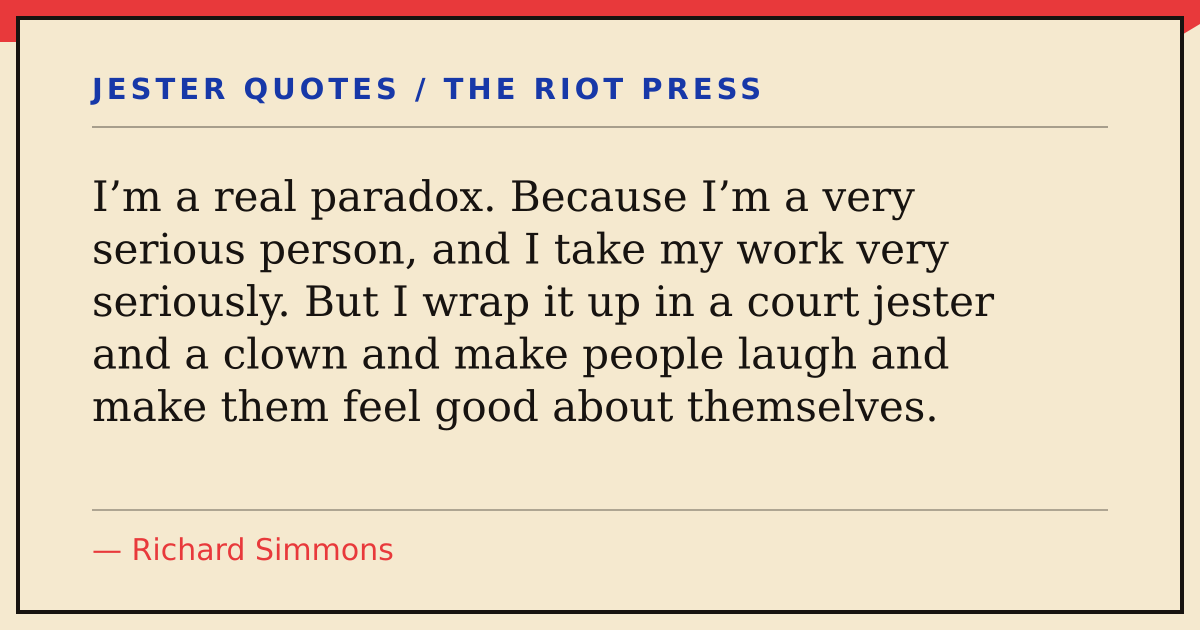 JESTER QUOTES / THE RIOT PRESS
I’m a real paradox. Because I’m a very
serious person, and I take my work very
seriously. But I wrap it up in a court jester
and a clown and make people laugh and
make them feel good about themselves.
— Richard Simmons